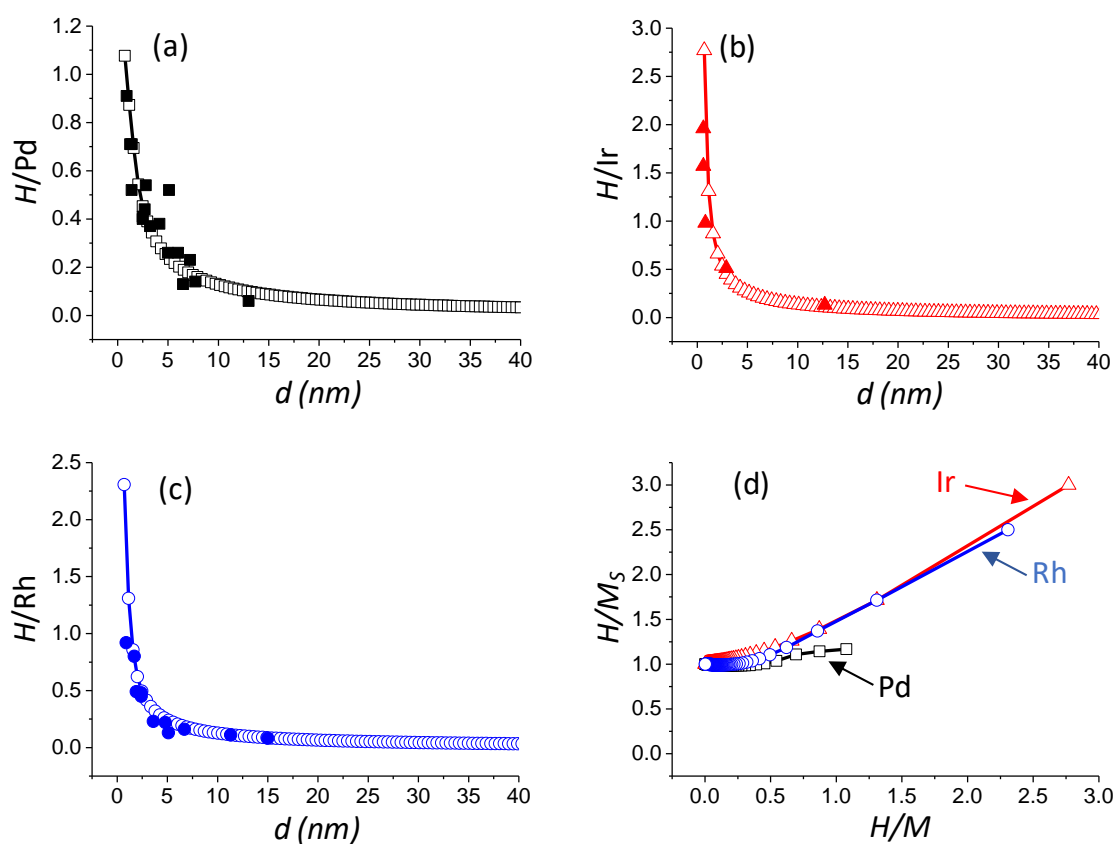 (a)
H/Pd
1.2
1.0
0.8
0.6
0.4
0.2
0.0
0 5 10 15 20 25 30 35 40
d (nm)
(b)
H/Ir
3.0
2.5
2.0
1.5
1.0
0.5
0.0
0 5 10 15 20 25 30 35 40
d (nm)
(c)
H/Rh
2.5
2.0
1.5
1.0
0.5
0.0
0 5 10 15 20 25 30 35 40
d (nm)
(d)
Ir
Rh
Pd
H/MS
3.0
2.5
2.0
1.5
1.0
0.5
0.0
0.0 0.5 1.0 1.5 2.0 2.5 3.0
H/M